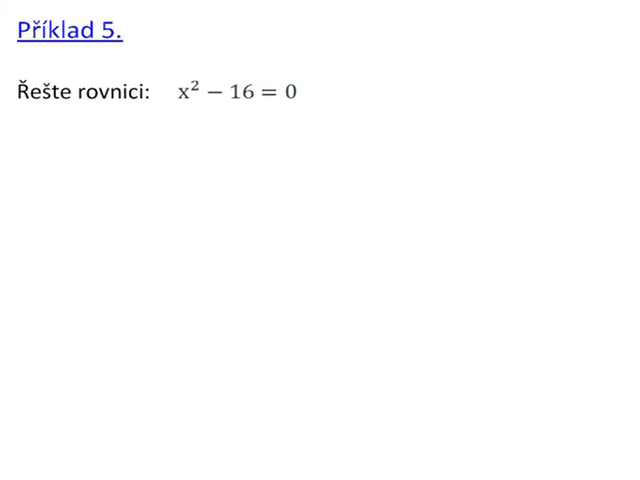 Příklad 5.
Řešte rovnici: x² − 16 = 0